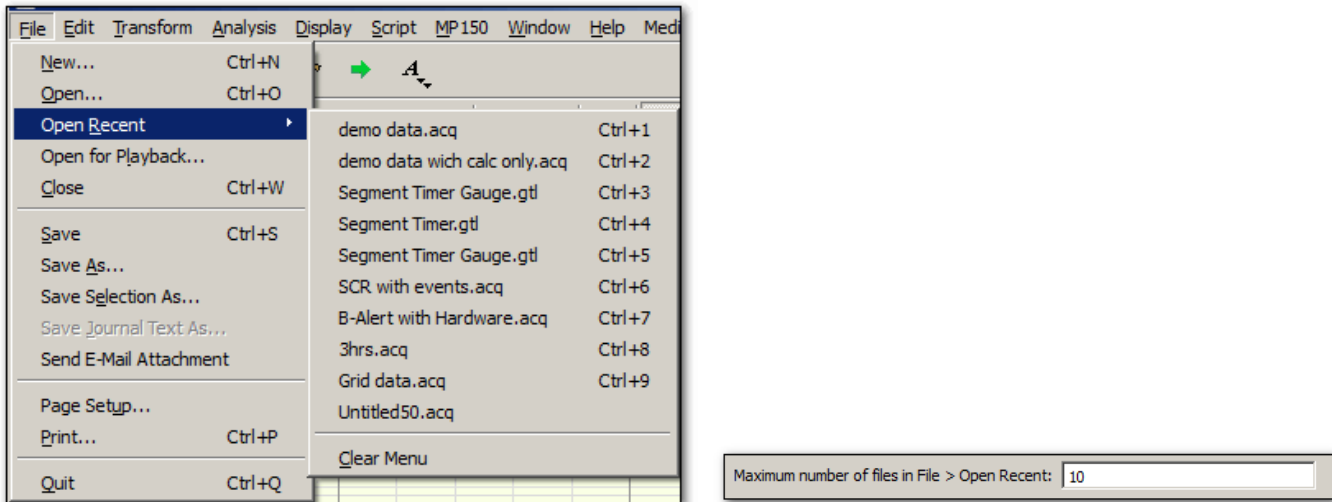 File Edit Transform Analysis Display Script MP150 Window Help Medi
New... Ctrl+N
Open... Ctrl+O
Open Recent
Open for Playback...
Close Ctrl+W
Save Ctrl+S
Save As...
Save Selection As...
Save Journal Text As...
Send E-Mail Attachment
Page Setup...
Print... Ctrl+P
Quit Ctrl+Q
A
demo data.acq Ctrl+1
demo data wich calc only.acq Ctrl+2
Segment Timer Gauge.gtl Ctrl+3
Segment Timer.gtl Ctrl+4
Segment Timer Gauge.gtl Ctrl+5
SCR with events.acq Ctrl+6
B-Alert with Hardware.acq Ctrl+7
3hrs.acq Ctrl+8
Grid data.acq Ctrl+9
Untitled50.acq
Clear Menu
Maximum number of files in File > Open Recent: 10